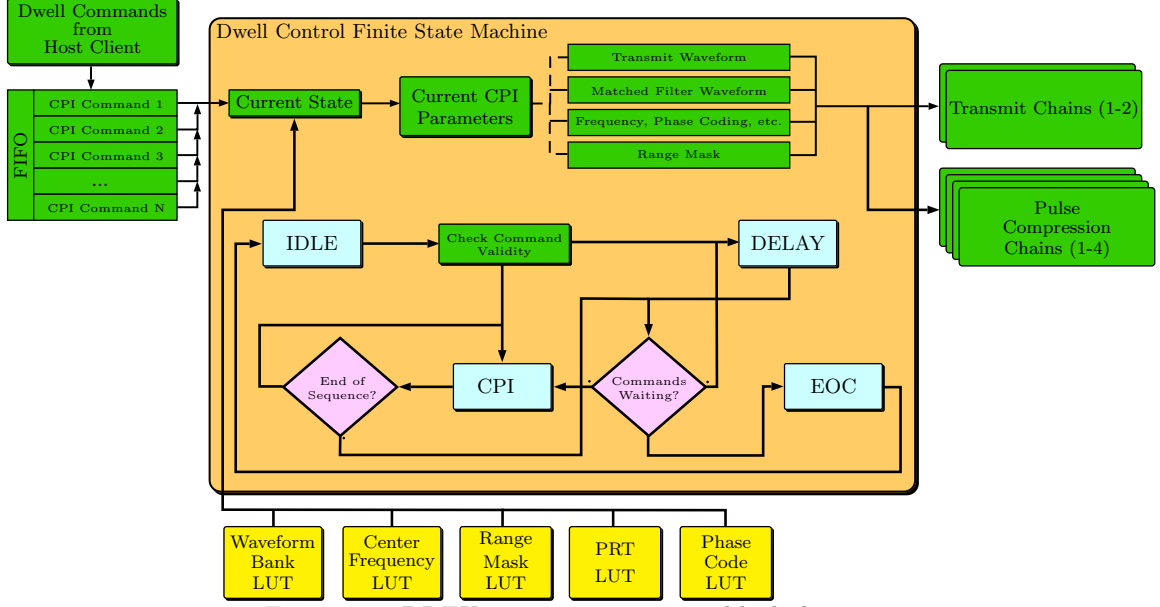 Dwell Commands
from
Host Client
FIFO
CPI Command 1
CPI Command 2
CPI Command 3
...
CPI Command N
Dwell Control Finite State Machine
Current State
Current CPI
Parameters
Transmit Waveform
Matched Filter Waveform
Frequency, Phase Coding, etc.
Range Mask
Transmit Chains (1-2)
Pulse
Compression
Chains (1-4)
IDLE
Check Command
Validity
DELAY
End of
Sequence?
CPI
Commands
Waiting?
EOC
Waveform
Bank
LUT
Center
Frequency
LUT
Range
Mask
LUT
PRT
LUT
Phase
Code
LUT